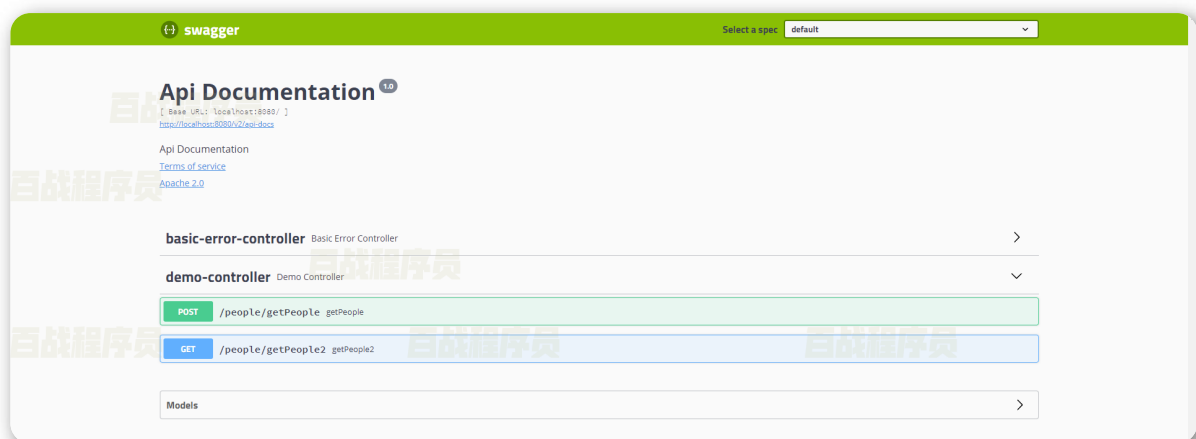 swagger
Select a spec default
Api Documentation 1.0
[ Base URL: localhost:8080/ ]
http://localhost:8080/v2/api-docs
Api Documentation
Terms of service
Apache 2.0
basic-error-controller Basic Error Controller
demo-controller Demo Controller
POST /people/getPeople getPeople
GET /people/getPeople2 getPeople2
Models
百战程序员
百战程序员
百战程序员
百战程序员
百战程序员
百战程序员